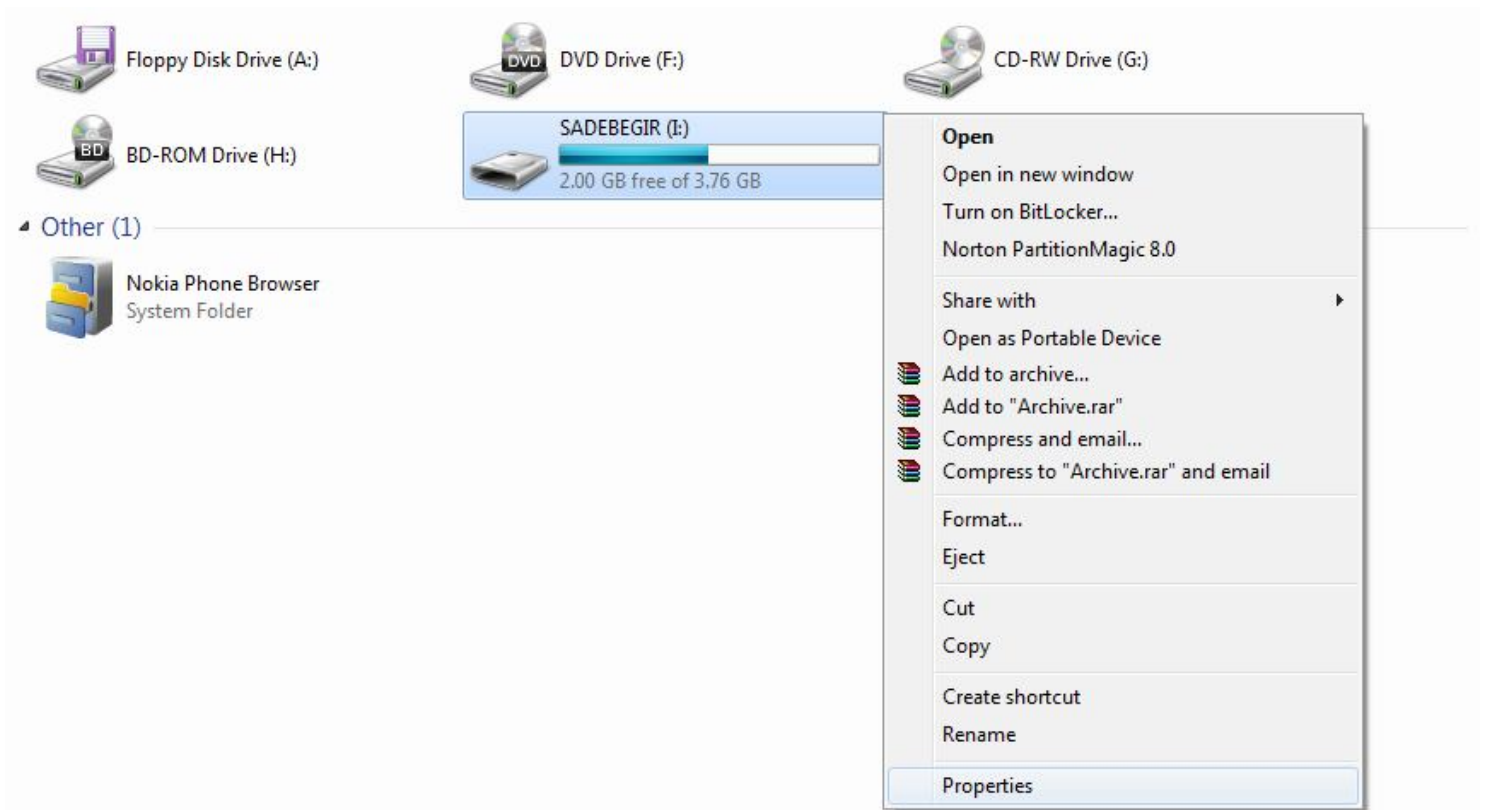 Floppy Disk Drive (A:)
DVD Drive (F:)
CD-RW Drive (G:)
BD-ROM Drive (H:)
SADEBEGIR (I:)
2.00 GB free of 3.76 GB
Other (1)
Nokia Phone Browser
System Folder
Open
Open in new window
Turn on BitLocker...
Norton PartitionMagic 8.0
Share with
Open as Portable Device
Add to archive...
Add to "Archive.rar"
Compress and email...
Compress to "Archive.rar" and email
Format...
Eject
Cut
Copy
Create shortcut
Rename
Properties
DVD
BD